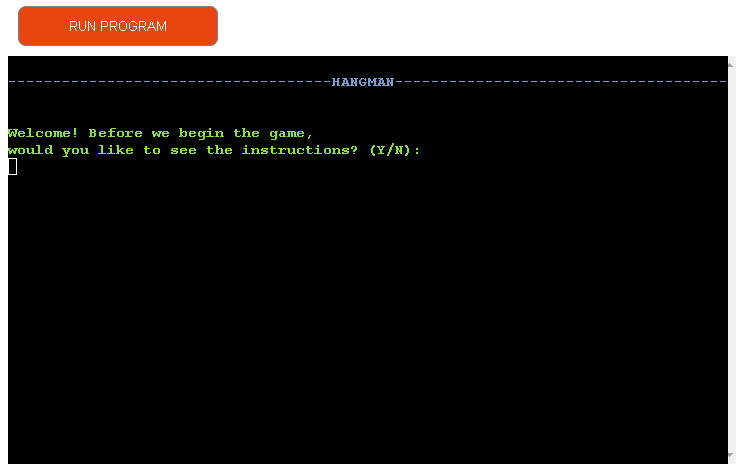 RUN PROGRAM
------------------------------------HANGMAN-------------------------------------
Welcome! Before we begin the game,
would you like to see the instructions? (Y/N):